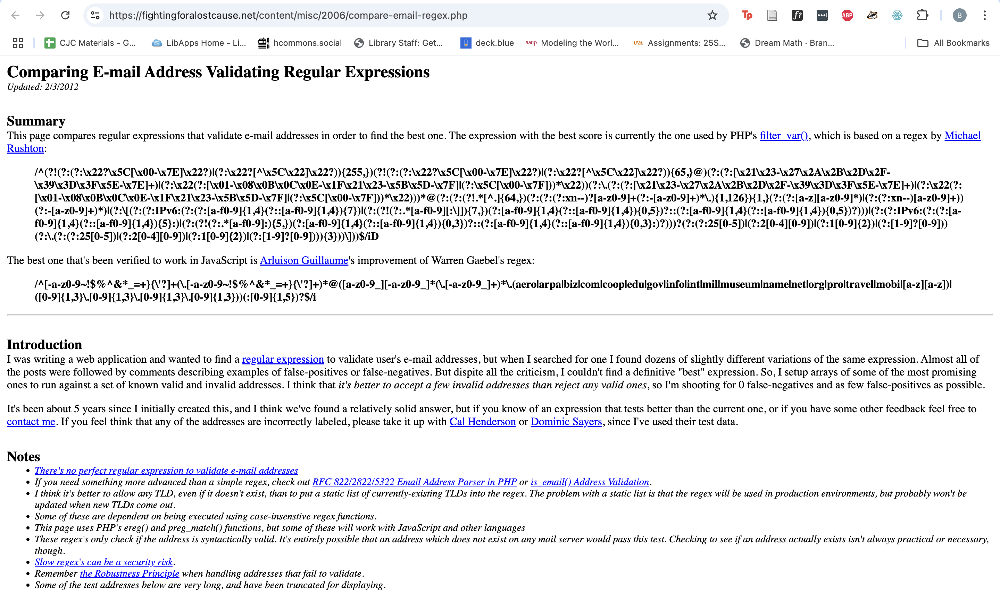 https://fightingforalostcause.net/content/misc/2006/compare-email-regex.php
Tp
f?
ABP
B
CJC Materials - G...
LibApps Home - Li...
hcommons.social
Library Staff: Get...
deck.blue
aaup
Modeling the Worl...
UVA
Assignments: 25S...
Dream Math · Bran...
All Bookmarks
Comparing E-mail Address Validating Regular Expressions
Updated: 2/3/2012
Summary
This page compares regular expressions that validate e-mail addresses in order to find the best one. The expression with the best score is currently the one used by PHP's filter_var(), which is based on a regex by Michael
Rushton:
/^(?!(?:(?:\x22?\x5C[\x00-\x7E]\x22?)|(?:\x22?[^\x5C\x22]\x22?)){255,})(?!(?:(?:\x22?\x5C[\x00-\x7E]\x22?)|(?:\x22?[^\x5C\x22]\x22?)){65,}@)(?:(?:[\x21\x23-\x27\x2A\x2B\x2D\x2F-
\x39\x3D\x3F\x5E-\x7E]+)|(?:\x22(?:[\x01-\x08\x0B\x0C\x0E-\x1F\x21\x23-\x5B\x5D-\x7F]|(?:\x5C[\x00-\x7F]))*\x22))(?:\.(?:(?:[\x21\x23-\x27\x2A\x2B\x2D\x2F-\x39\x3D\x3F\x5E-\x7E]+)|(?:\x22(?:
[\x01-\x08\x0B\x0C\x0E-\x1F\x21\x23-\x5B\x5D-\x7F]|(?:\x5C[\x00-\x7F]))*\x22)))*@(?:(?:(?!.*[^.]{64,})(?:(?:(?:xn--)?[a-z0-9]+(?:-[a-z0-9]+)*\.){1,126}){1,}(?:(?:[a-z][a-z0-9]*)|(?:(?:xn--)[a-z0-9]+))
(?:-[a-z0-9]+)*)|(?:\[(?:(?:IPv6:(?:(?:[a-f0-9]{1,4}(?::[a-f0-9]{1,4}){7})|(?:(?!(?:.*[a-f0-9][:\]]){7,})(?:[a-f0-9]{1,4}(?::[a-f0-9]{1,4}){0,5})?::(?:[a-f0-9]{1,4}(?::[a-f0-9]{1,4}){0,5})?)))|(?:(?:IPv6:(?:(?:[a-
f0-9]{1,4}(?::[a-f0-9]{1,4}){5}:)|(?:(?!(?:.*[a-f0-9]:){5,})(?:[a-f0-9]{1,4}(?::[a-f0-9]{1,4}){0,3})?::(?:[a-f0-9]{1,4}(?::[a-f0-9]{1,4}){0,3}:)?)))?(?:(?:25[0-5])|(?:2[0-4][0-9])|(?:1[0-9]{2})|(?:[1-9]?[0-9]))
(?:\.(?:(?:25[0-5])|(?:2[0-4][0-9])|(?:1[0-9]{2})|(?:[1-9]?[0-9]))){3}))\]))$/iD
The best one that's been verified to work in JavaScript is Arluison Guillaume's improvement of Warren Gaebel's regex:
/^[-a-z0-9~!$%^&*_=+}{\'?]+(\.[-a-z0-9~!$%^&*_=+}{\'?]+)*@([a-z0-9_][-a-z0-9_]*(\.[-a-z0-9_]+)*\.(aero|arpa|biz|com|coop|edu|gov|info|int|mil|museum|name|net|org|pro|travel|mobi|[a-z][a-z])|
([0-9]{1,3}\.[0-9]{1,3}\.[0-9]{1,3}\.[0-9]{1,3}))(:[0-9]{1,5})?$/i
Introduction
I was writing a web application and wanted to find a regular expression to validate user's e-mail addresses, but when I searched for one I found dozens of slightly different variations of the same expression. Almost all of
the posts were followed by comments describing examples of false-positives or false-negatives. But dispite all the criticism, I couldn't find a definitive "best" expression. So, I setup arrays of some of the most promising
ones to run against a set of known valid and invalid addresses. I think that it's better to accept a few invalid addresses than reject any valid ones, so I'm shooting for 0 false-negatives and as few false-positives as possible.
It's been about 5 years since I initially created this, and I think we've found a relatively solid answer, but if you know of an expression that tests better than the current one, or if you have some other feedback feel free to
contact me. If you feel think that any of the addresses are incorrectly labeled, please take it up with Cal Henderson or Dominic Sayers, since I've used their test data.
Notes
• There's no perfect regular expression to validate e-mail addresses
• If you need something more advanced than a simple regex, check out RFC 822/2822/5322 Email Address Parser in PHP or is_email() Address Validation.
• I think it's better to allow any TLD, even if it doesn't exist, than to put a static list of currently-existing TLDs into the regex. The problem with a static list is that the regex will be used in production environments, but probably won't be
updated when new TLDs come out.
• Some of these are dependent on being executed using case-insenstive regex functions.
• This page uses PHP's ereg() and preg_match() functions, but some of these will work with JavaScript and other languages
• These regex's only check if the address is syntactically valid. It's entirely possible that an address which does not exist on any mail server would pass this test. Checking to see if an address actually exists isn't always practical or necessary,
though.
• Slow regex's can be a security risk.
• Remember the Robustness Principle when handling addresses that fail to validate.
• Some of the test addresses below are very long, and have been truncated for displaying.